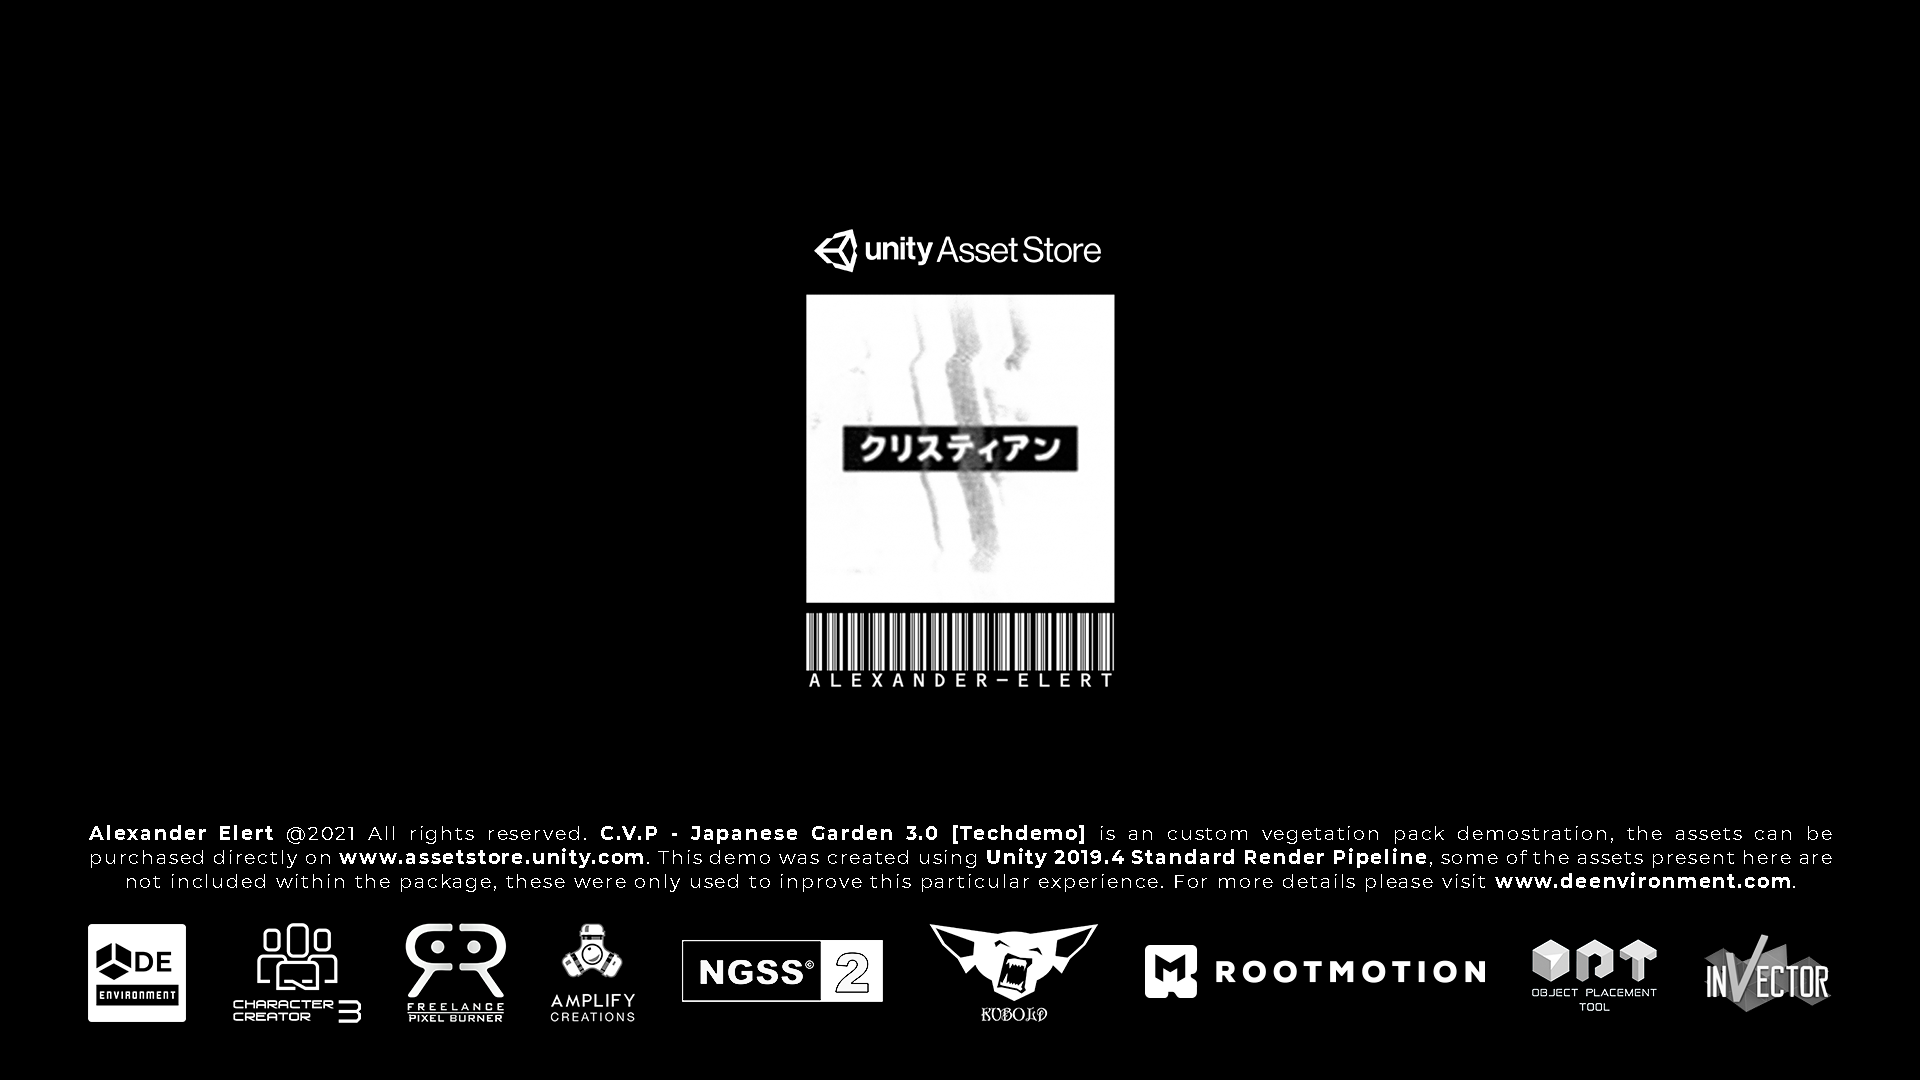 unity Asset Store
クリスティアン
ALEXANDER-ELERT
Alexander Elert @2021 All rights reserved. C.V.P - Japanese Garden 3.0 [Techdemo] is an custom vegetation pack demostration, the assets can be
purchased directly on www.assetstore.unity.com. This demo was created using Unity 2019.4 Standard Render Pipeline, some of the assets present here are
not included within the package, these were only used to inprove this particular experience. For more details please visit www.deenvironment.com.
DE
ENVIRONMENT
CHARACTER
CREATOR 3
FREELANCE
PIXEL BURNER
AMPLIFY
CREATIONS
NGSS© 2
KUBOLD
ROOTMOTION
OPT
OBJECT PLACEMENT
TOOL
INVECTOR